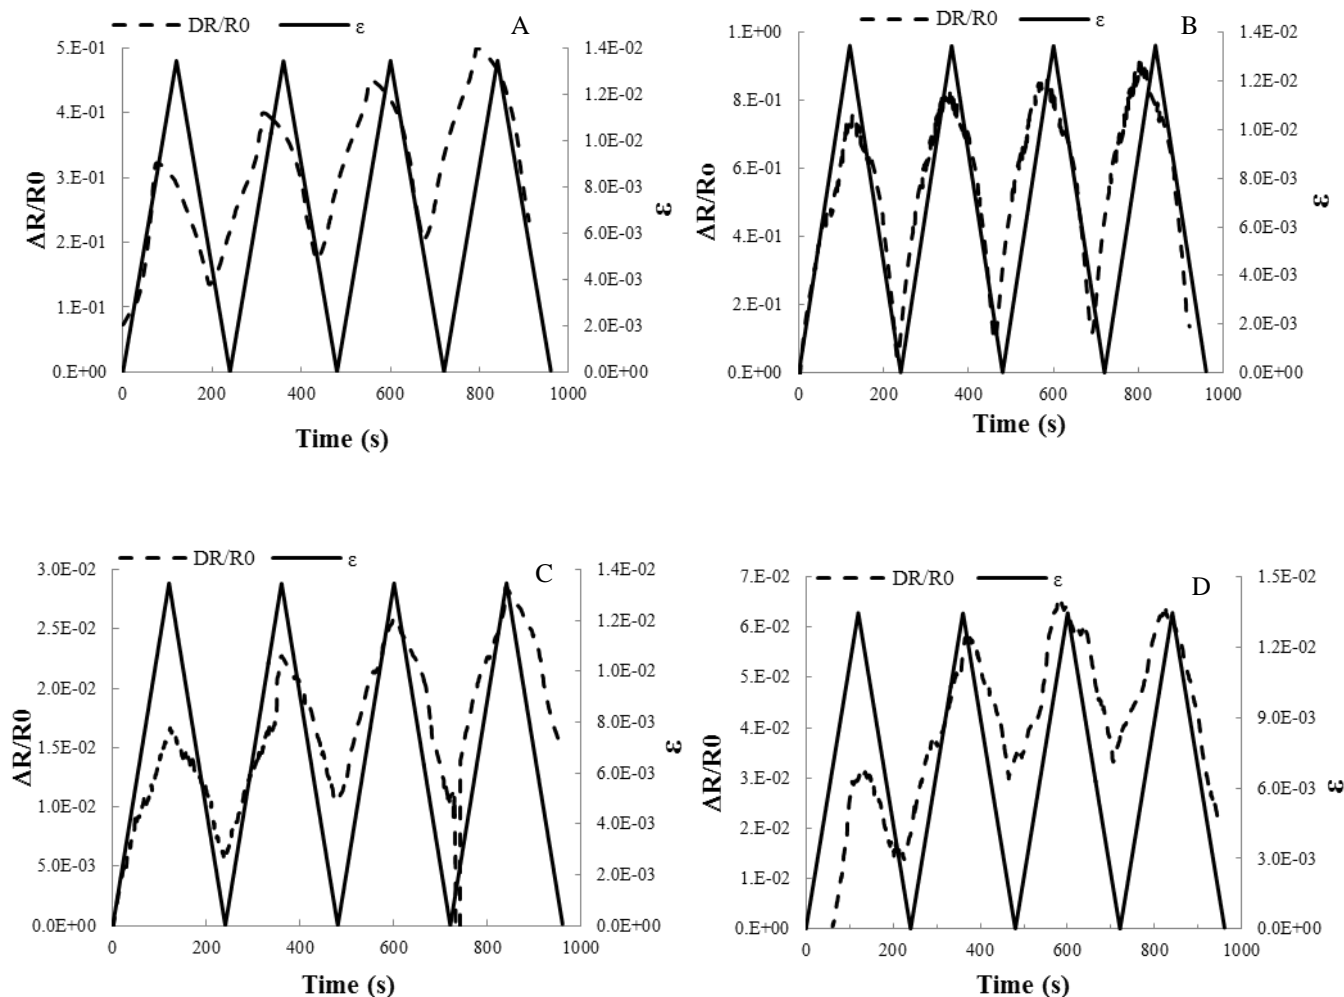 DR/R0 ε A
5.E-01
4.E-01
3.E-01
2.E-01
1.E-01
0.E+00
ΔR/R0
1.4E-02
1.2E-02
1.0E-02
8.0E-03
6.0E-03
4.0E-03
2.0E-03
0.0E+00
ε
0 200 400 600 800 1000
Time (s)
DR/R0 ε B
1.E+00
8.E-01
6.E-01
4.E-01
2.E-01
0.E+00
ΔR/Ro
1.4E-02
1.2E-02
1.0E-02
8.0E-03
6.0E-03
4.0E-03
2.0E-03
0.0E+00
ε
0 200 400 600 800 1000
Time (s)
DR/R0 ε C
3.0E-02
2.5E-02
2.0E-02
1.5E-02
1.0E-02
5.0E-03
0.0E+00
ΔR/R0
1.4E-02
1.2E-02
1.0E-02
8.0E-03
6.0E-03
4.0E-03
2.0E-03
0.0E+00
ε
0 200 400 600 800 1000
Time (s)
DR/R0 ε D
7.E-02
6.E-02
5.E-02
4.E-02
3.E-02
2.E-02
1.E-02
0.E+00
ΔR/R0
1.5E-02
1.2E-02
9.0E-03
6.0E-03
3.0E-03
0.0E+00
ε
0 200 400 600 800 1000
Time (s)